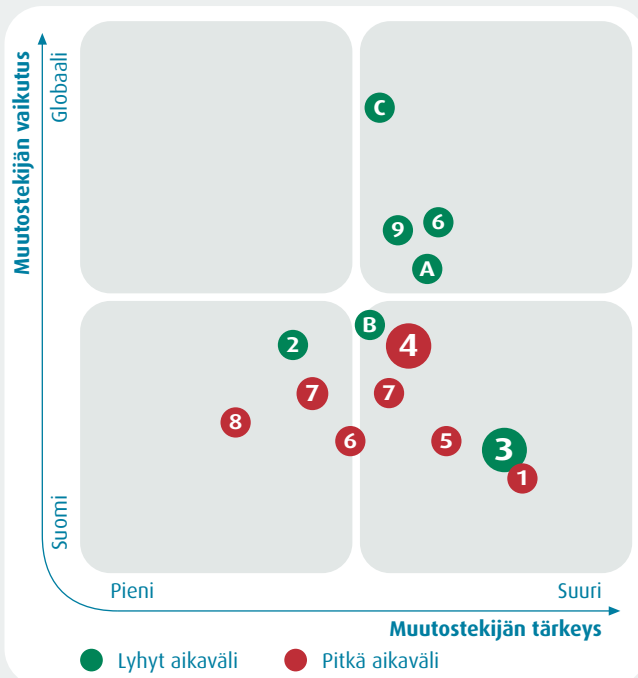 Muutostekijän vaikutus
Globaali
Suomi
C
9
6
A
B
2
4
7
7
8
6
5
3
1
Pieni
Suuri
Muutostekijän tärkeys
Lyhyt aikaväli
Pitkä aikaväli